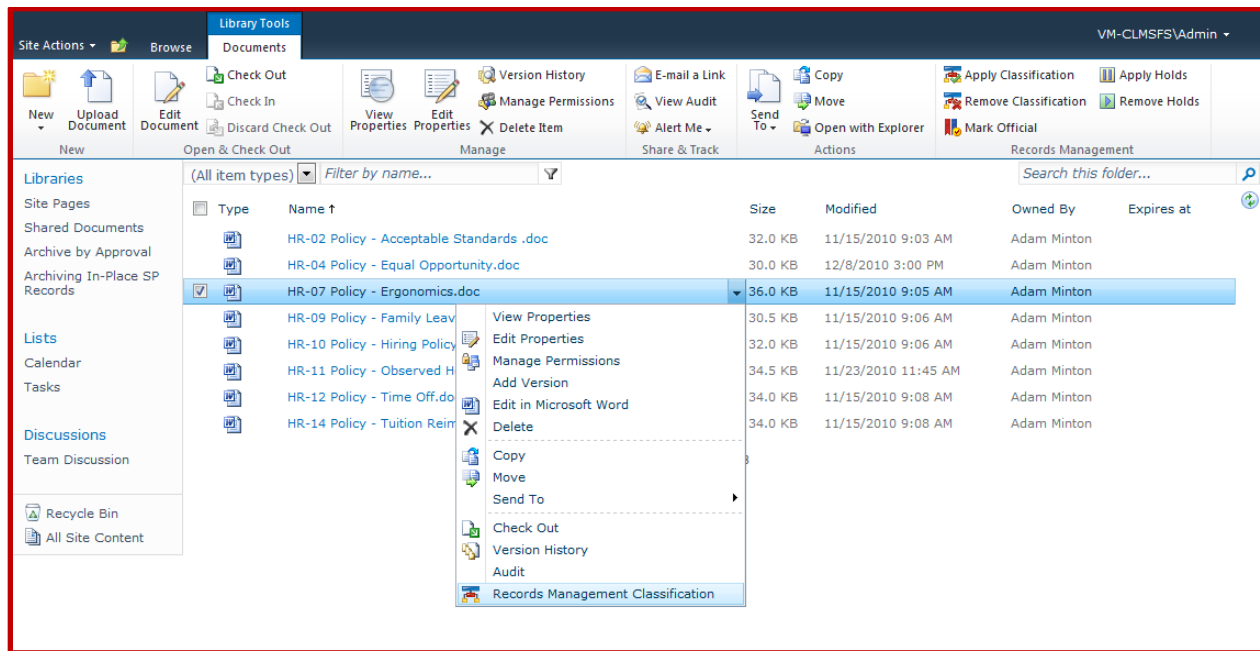 Library Tools
Site Actions Browse Documents VM-CLMSFS\Admin
New
Upload Document
Edit Document
Check Out
Check In
Discard Check Out
View Properties
Edit Properties
Version History
Manage Permissions
Delete Item
E-mail a Link
View Audit
Alert Me
Send To
Copy
Move
Open with Explorer
Apply Classification
Remove Classification
Mark Official
Apply Holds
Remove Holds
New Open & Check Out Manage Share & Track Actions Records Management
Libraries
Site Pages
Shared Documents
Archive by Approval
Archiving In-Place SP
Records
Lists
Calendar
Tasks
Discussions
Team Discussion
Recycle Bin
All Site Content
(All item types) Filter by name... Search this folder...
Type Name Size Modified Owned By Expires at
HR-02 Policy - Acceptable Standards .doc 32.0 KB 11/15/2010 9:03 AM Adam Minton
HR-04 Policy - Equal Opportunity.doc 30.0 KB 12/8/2010 3:00 PM Adam Minton
HR-07 Policy - Ergonomics.doc 36.0 KB 11/15/2010 9:05 AM Adam Minton
HR-09 Policy - Family Leav 30.5 KB 11/15/2010 9:06 AM Adam Minton
HR-10 Policy - Hiring Policy 32.0 KB 11/15/2010 9:06 AM Adam Minton
HR-11 Policy - Observed H 34.5 KB 11/23/2010 11:45 AM Adam Minton
HR-12 Policy - Time Off.do 34.0 KB 11/15/2010 9:08 AM Adam Minton
HR-14 Policy - Tuition Reim 34.0 KB 11/15/2010 9:08 AM Adam Minton
View Properties
Edit Properties
Manage Permissions
Add Version
Edit in Microsoft Word
Delete
Copy
Move
Send To
Check Out
Version History
Audit
Records Management Classification